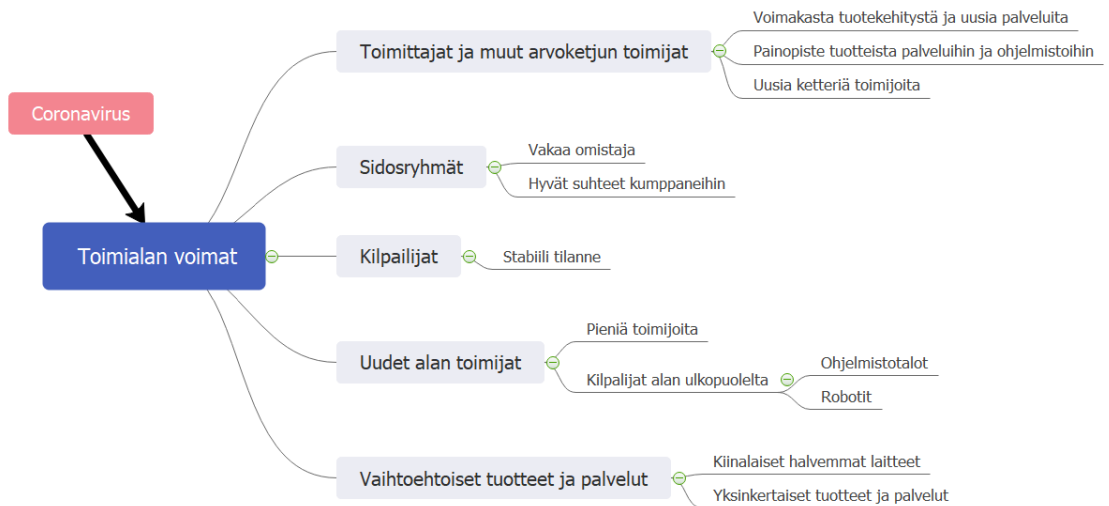 Coronavirus
Toimialan voimat
Toimittajat ja muut arvoketjun toimijat
Voimakasta tuotekehitystä ja uusia palveluita
Painopiste tuotteista palveluihin ja ohjelmistoihin
Uusia ketteriä toimijoita
Sidosryhmät
Vakaa omistaja
Hyvät suhteet kumppaneihin
Kilpailijat
Stabiili tilanne
Uudet alan toimijat
Pieniä toimijoita
Kilpalijat alan ulkopuolelta
Ohjelmistotalot
Robotit
Vaihtoehtoiset tuotteet ja palvelut
Kiinalaiset halvemmat laitteet
Yksinkertaiset tuotteet ja palvelut